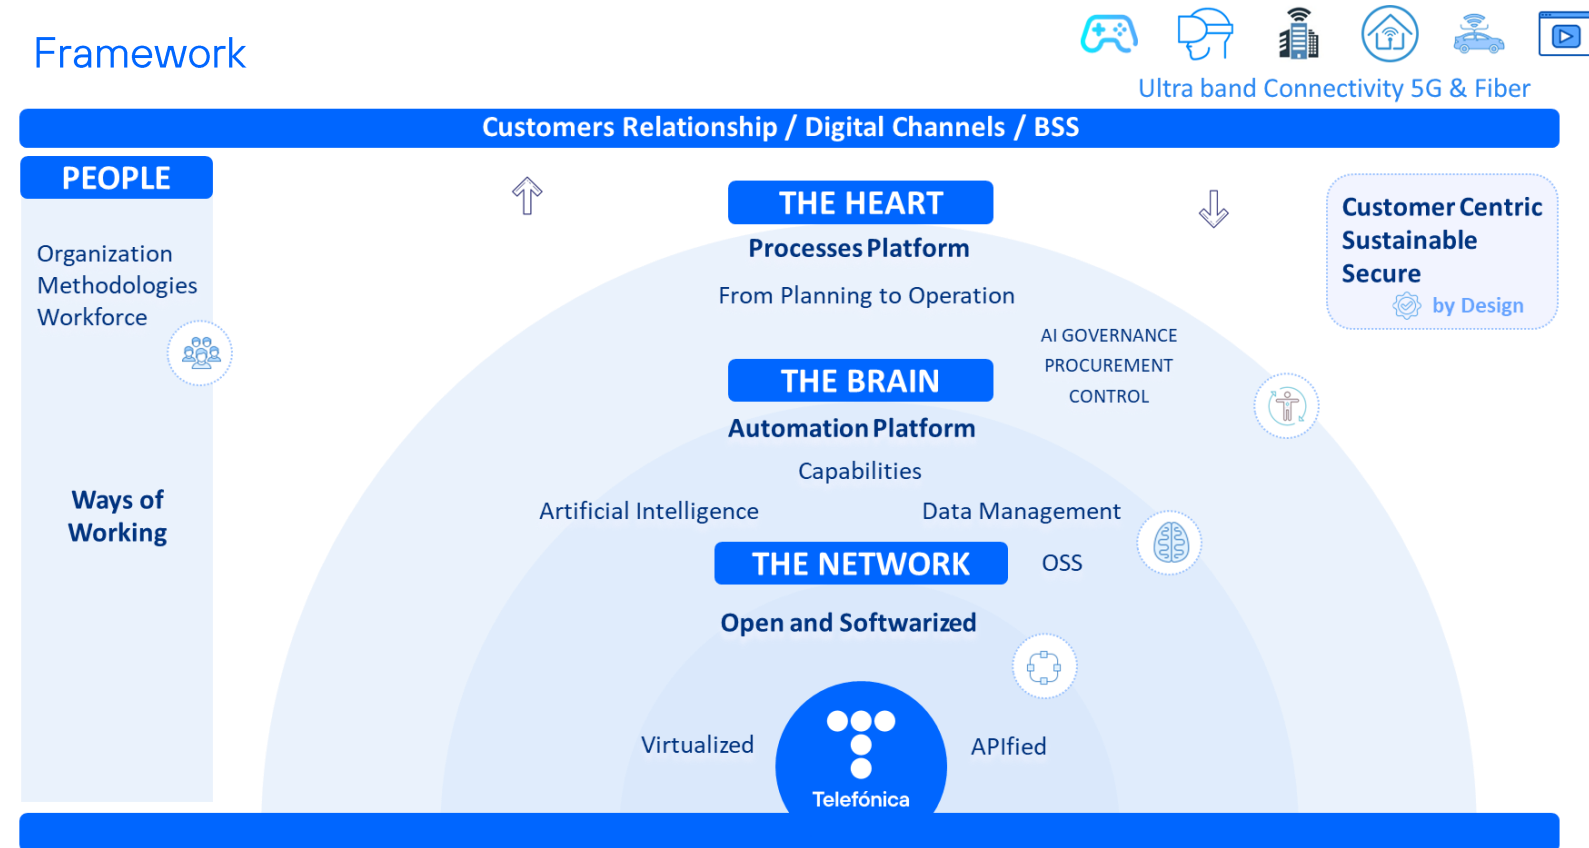 Framework
Ultra band Connectivity 5G & Fiber
Customers Relationship / Digital Channels / BSS
PEOPLE
Organization
Methodologies
Workforce
Ways of
Working
THE HEART
Processes Platform
From Planning to Operation
AI GOVERNANCE
PROCUREMENT
CONTROL
THE BRAIN
Automation Platform
Capabilities
Artificial Intelligence
Data Management
THE NETWORK
OSS
Open and Softwarized
Virtualized
APIfied
Telefónica
Customer Centric
Sustainable
Secure
by Design